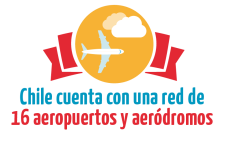 Chile cuenta con una red de
16 aeropuertos y aeródromos